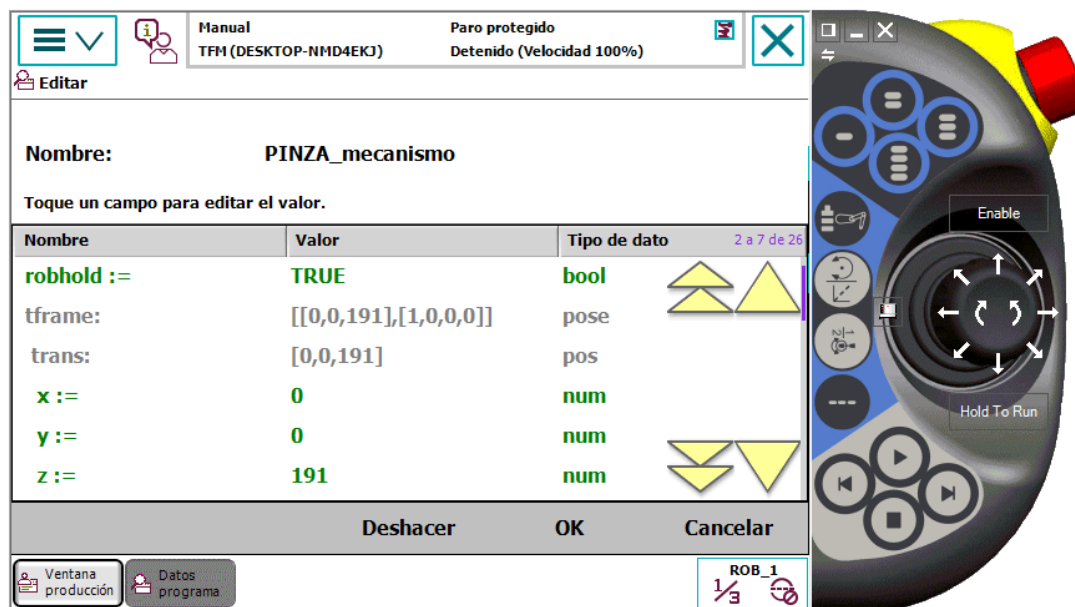 Manual
TFM (DESKTOP-NMD4EKJ)
Paro protegido
Detenido (Velocidad 100%)
Editar
Nombre: PINZA_mecanismo
Toque un campo para editar el valor.
Nombre Valor Tipo de dato 2 a 7 de 26
robhold := TRUE bool
tframe: [[0,0,191],[1,0,0,0]] pose
trans: [0,0,191] pos
x := 0 num
y := 0 num
z := 191 num
Deshacer OK Cancelar
Ventana producción
Datos programa
ROB_1
1/3
Enable
Hold To Run